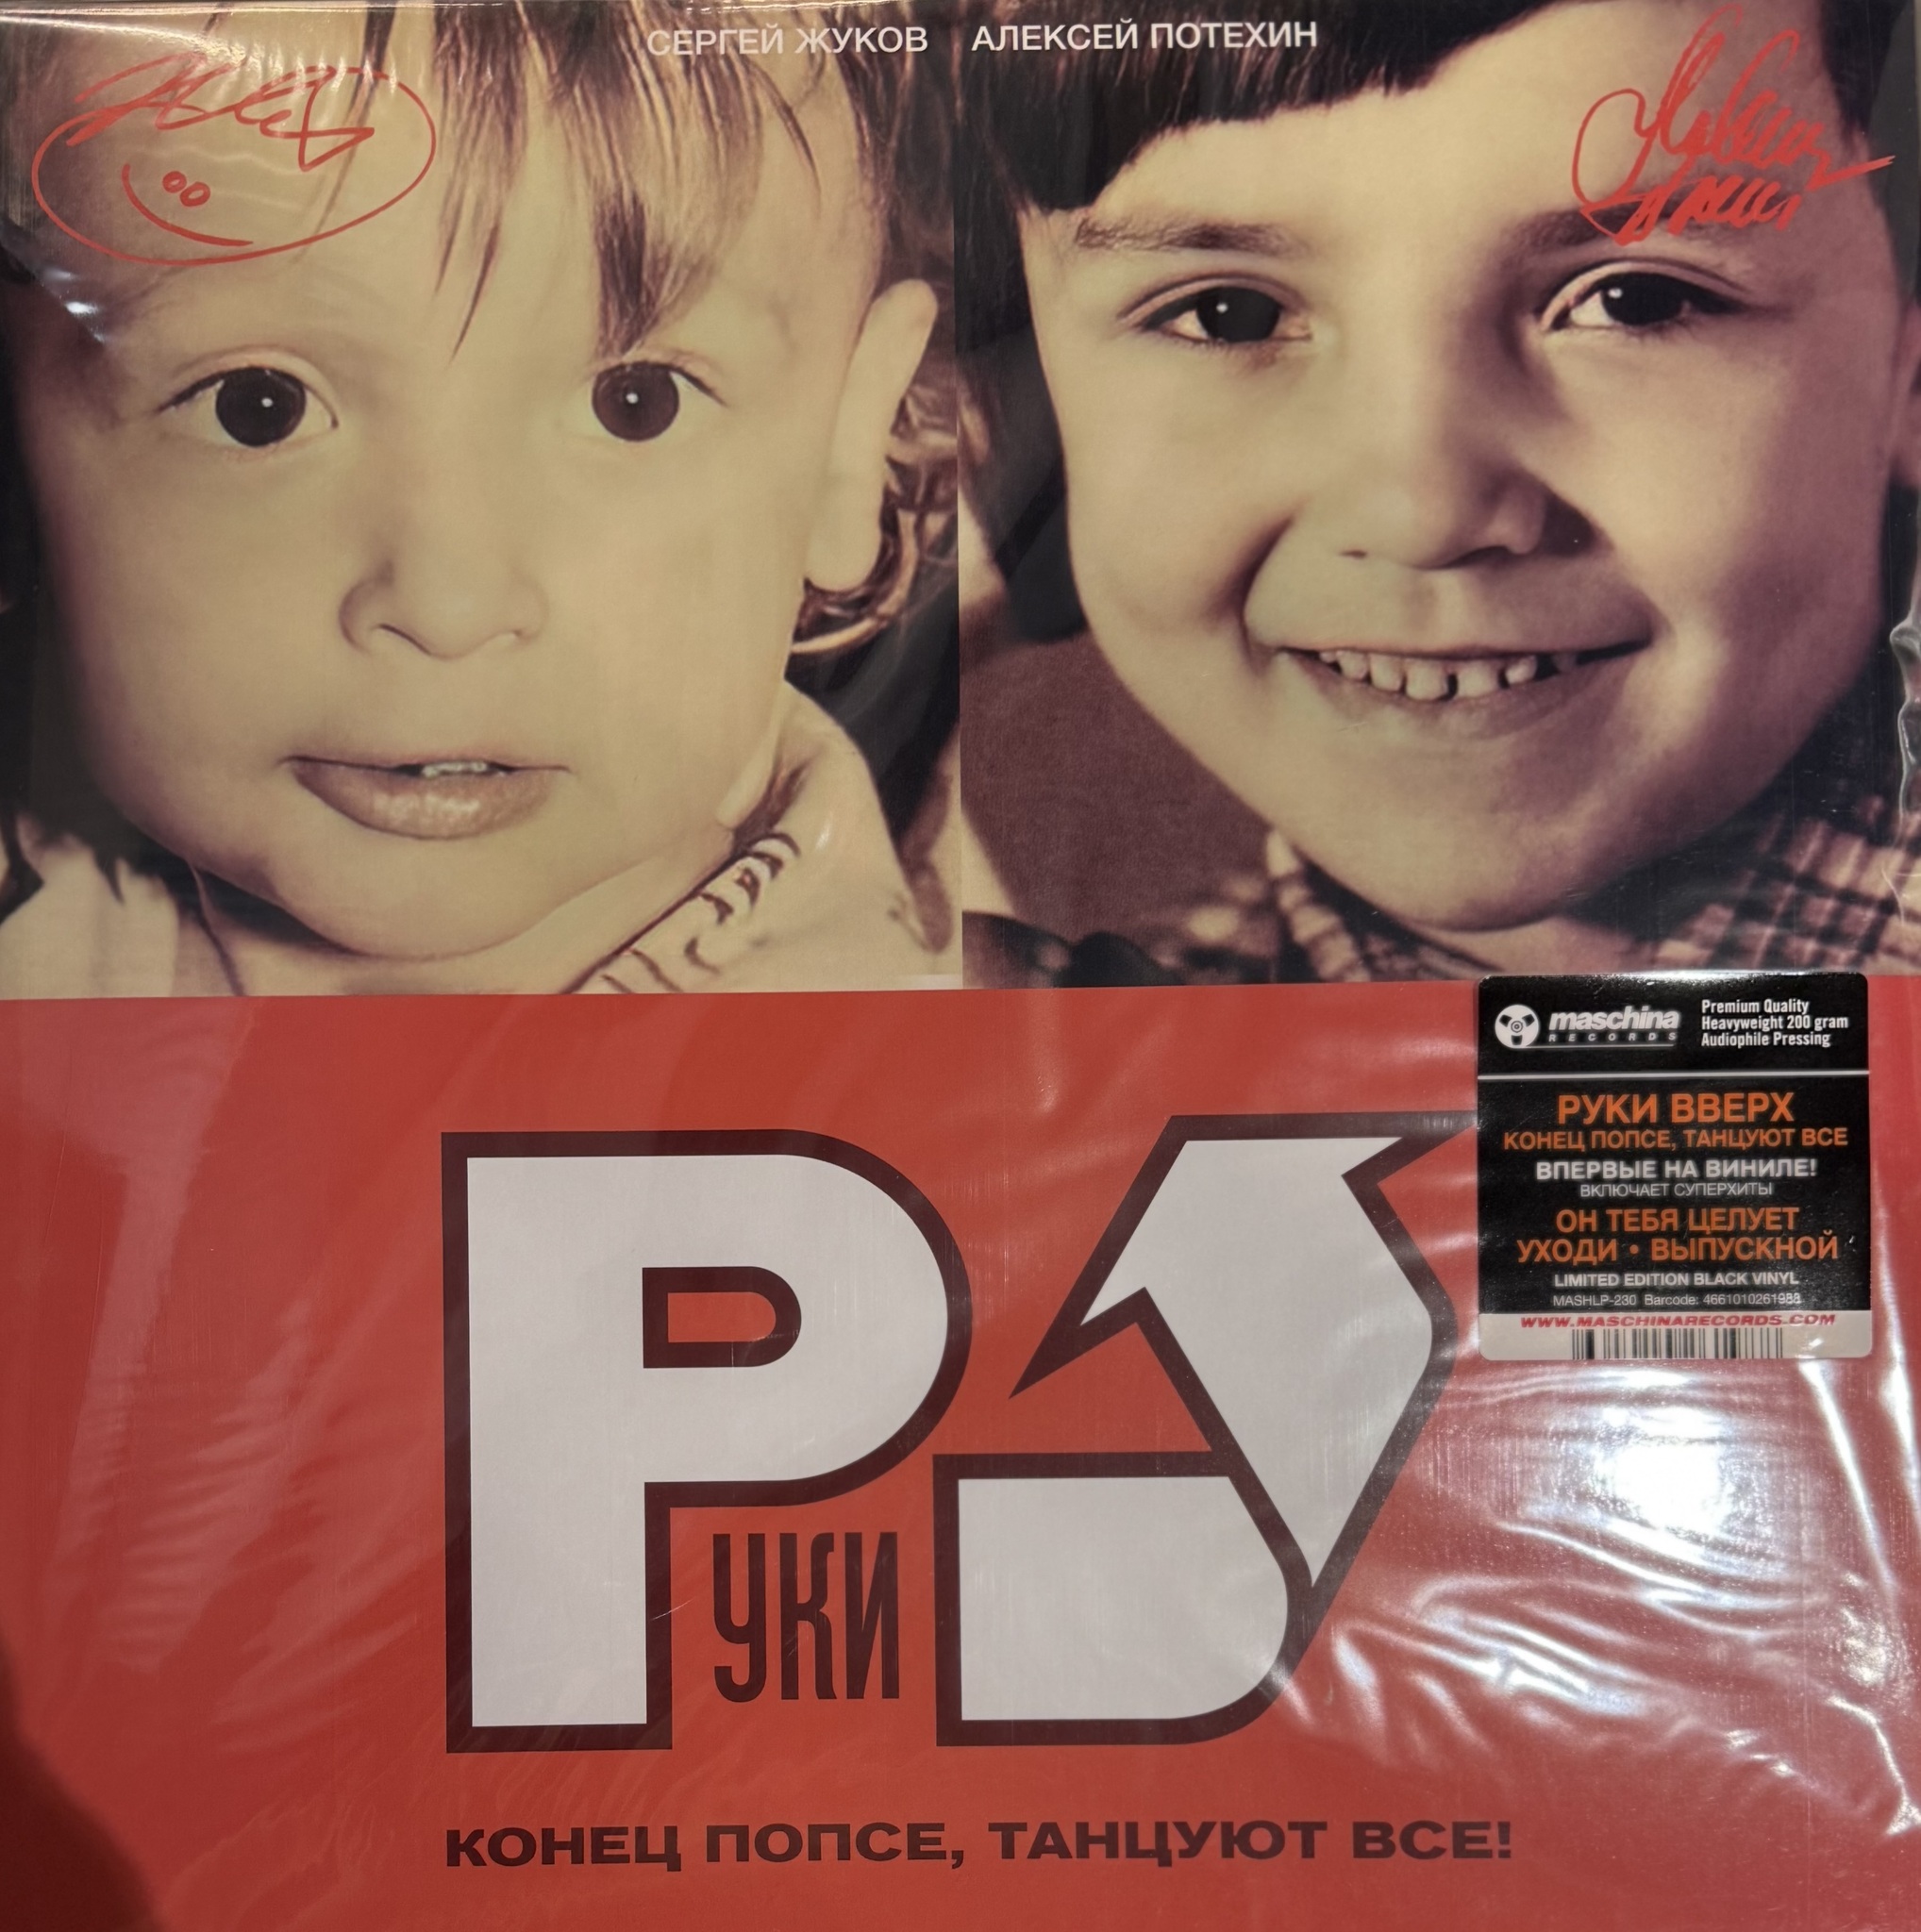 СЕРГЕЙ ЖУКОВ АЛЕКСЕЙ ПОТЕХИН
maschina
RECORDS
Premium Quality
Heavyweight 200 gram
Audiophile Pressing
РУКИ ВВЕРХ
КОНЕЦ ПОПСЕ, ТАНЦУЮТ ВСЕ
ВПЕРВЫЕ НА ВИНИЛЕ!
ВКЛЮЧАЕТ СУПЕРХИТЫ
ОН ТЕБЯ ЦЕЛУЕТ
УХОДИ • ВЫПУСКНОЙ
LIMITED EDITION BLACK VINYL
MASHLP-230 Barcode: 4661010261988
WWW.MASCHINARECORDS.COM
РУКИ
КОНЕЦ ПОПСЕ, ТАНЦУЮТ ВСЕ!